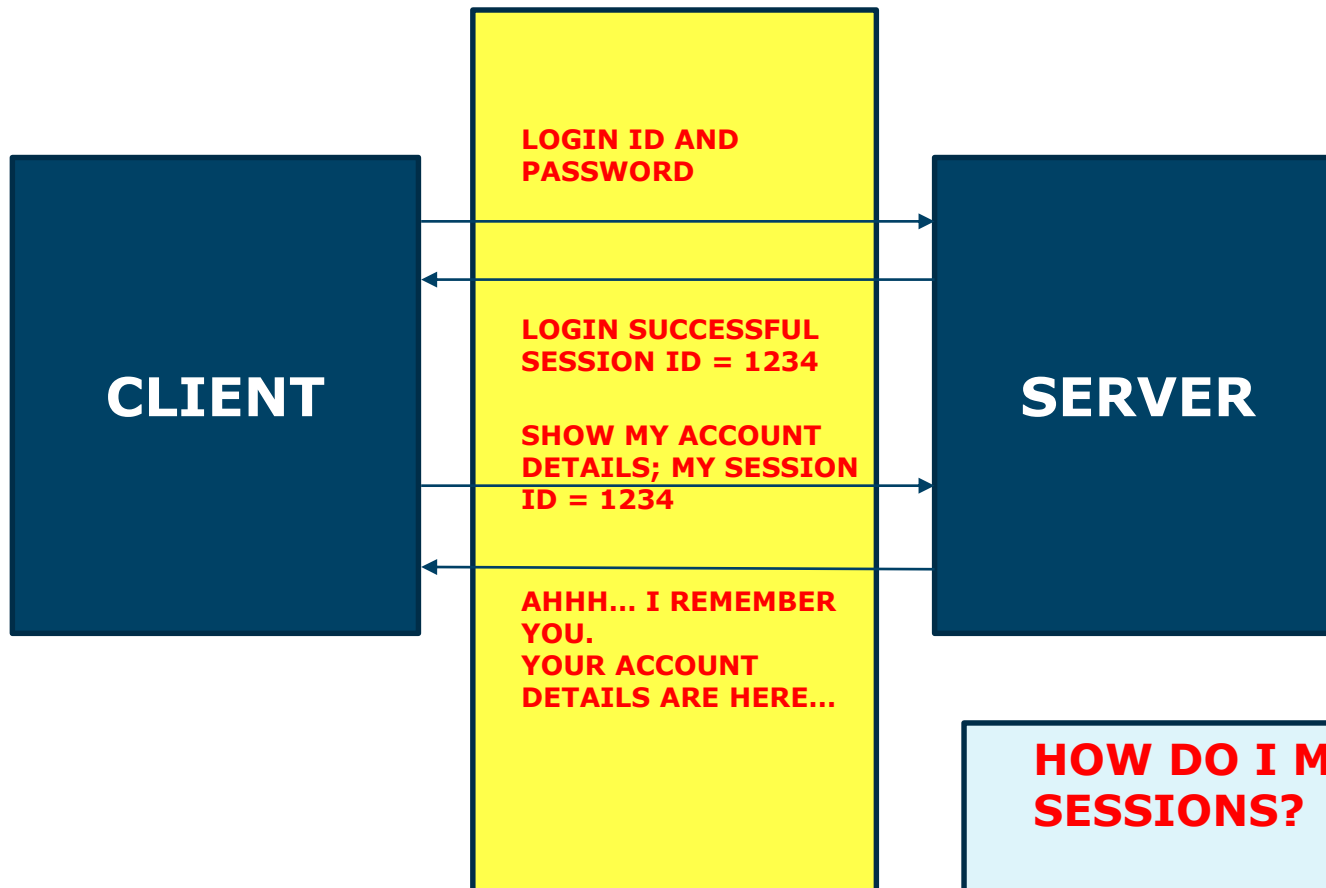 LOGIN ID AND
PASSWORD
LOGIN SUCCESSFUL
SESSION ID = 1234
CLIENT
SERVER
SHOW MY ACCOUNT
DETAILS; MY SESSION
ID = 1234
AHHH... I REMEMBER
YOU.
YOUR ACCOUNT
DETAILS ARE HERE...
HOW DO I
SESSIONS?